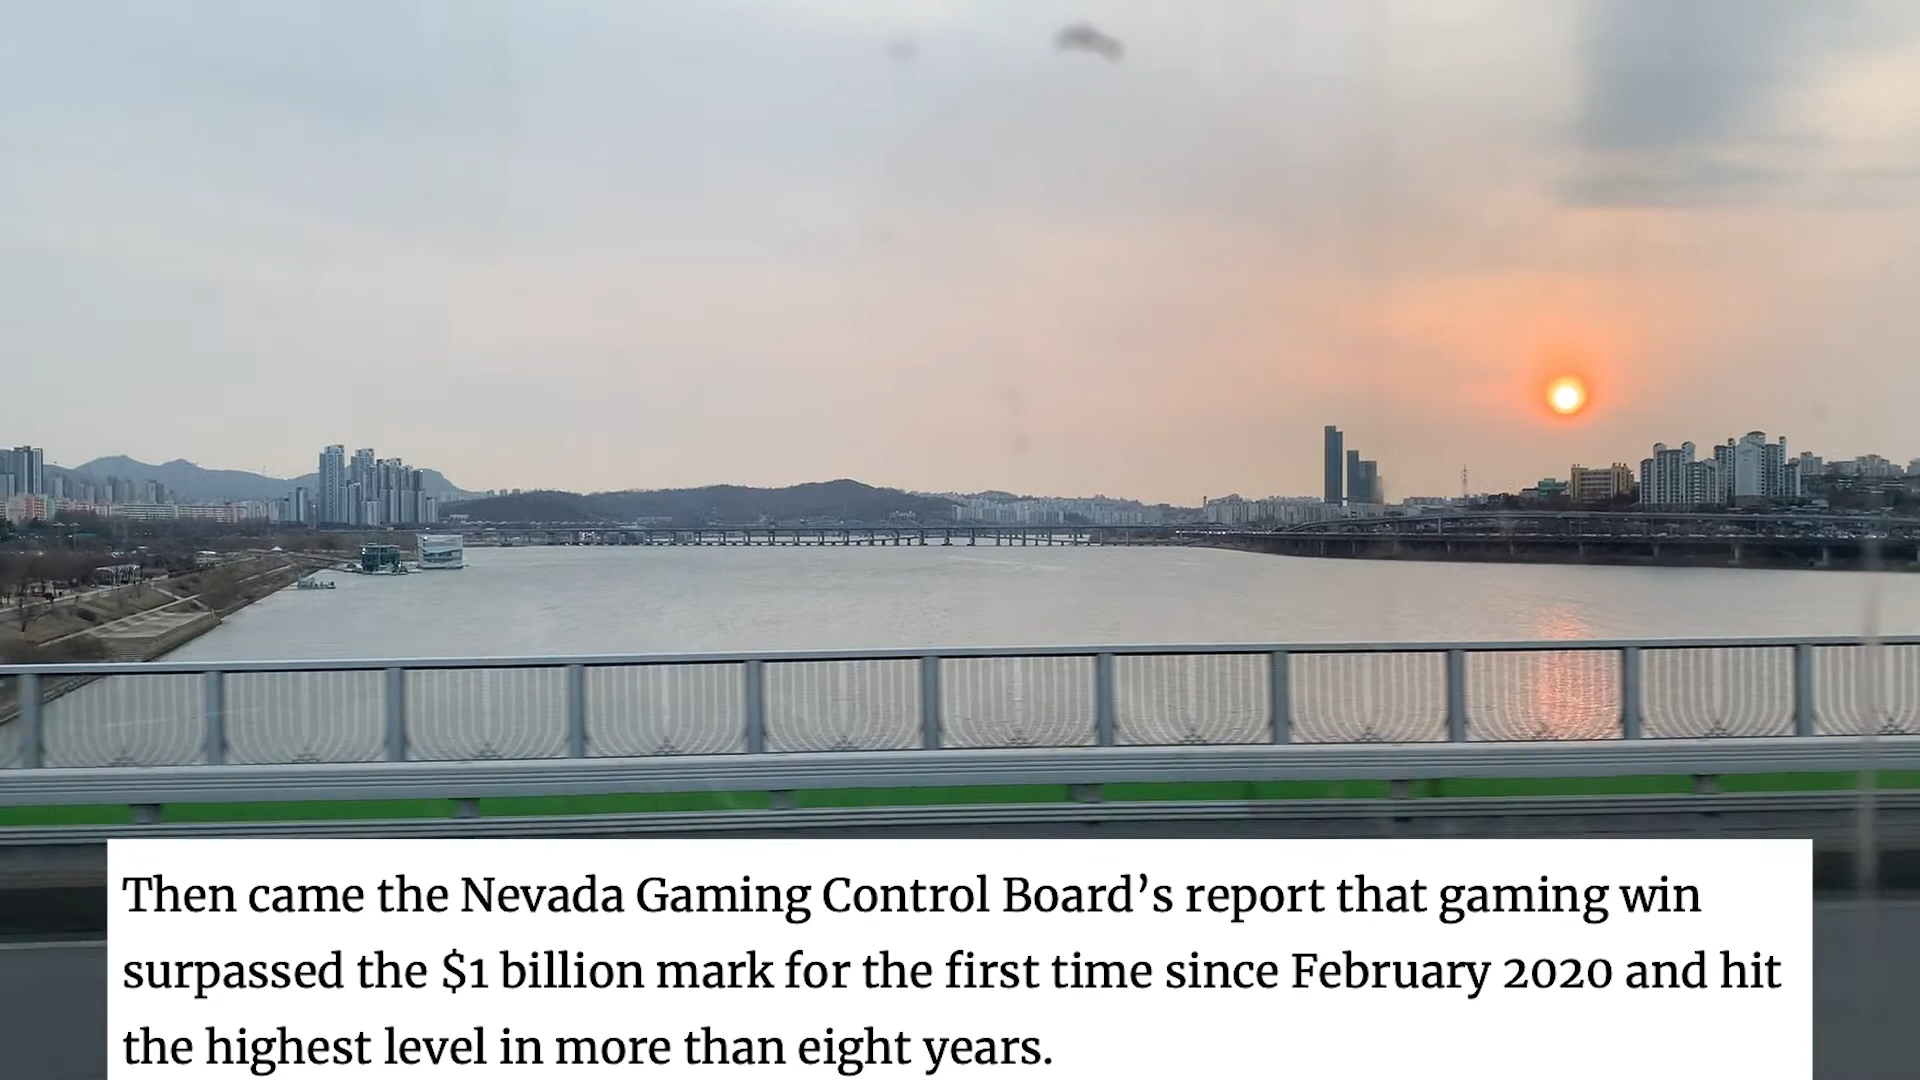 Then came the Nevada Gaming Control Board’s report that gaming win
surpassed the $1 billion mark for the first time since February 2020 and hit
the highest level in more than eight years.